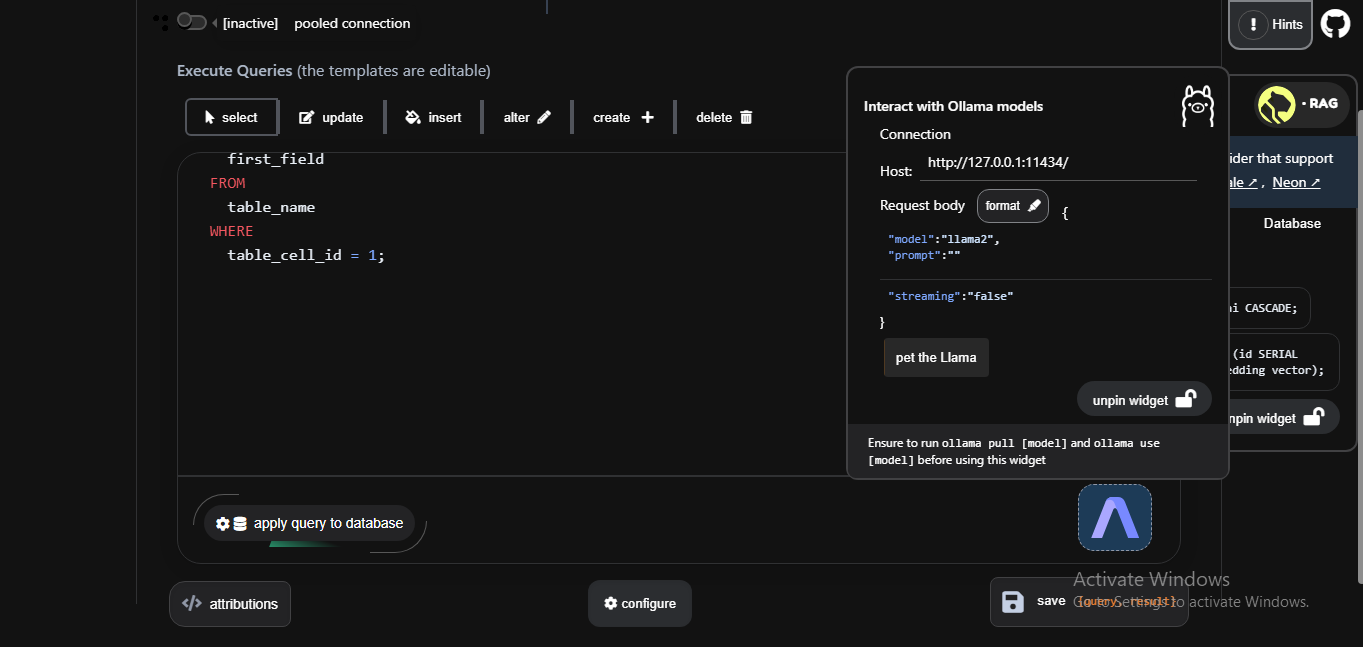 [inactive] pooled connection
! Hints
Execute Queries (the templates are editable)
select
update
insert
alter
create
delete
first_field
FROM
table_name
WHERE
table_cell_id = 1;
apply query to database
attributions
configure
save
Interact with Ollama models
Connection
Host: http://127.0.0.1:11434/
Request body format {
"model":"llama2",
"prompt":""
"streaming":"false"
}
pet the Llama
unpin widget
Ensure to run ollama pull [model] and ollama use
[model] before using this widget
· RAG
ider that support
ale ↗, Neon ↗
Database
ni CASCADE;
(id SERIAL
edding vector);
npin widget
Activate Windows
Go to Settings to activate Windows.